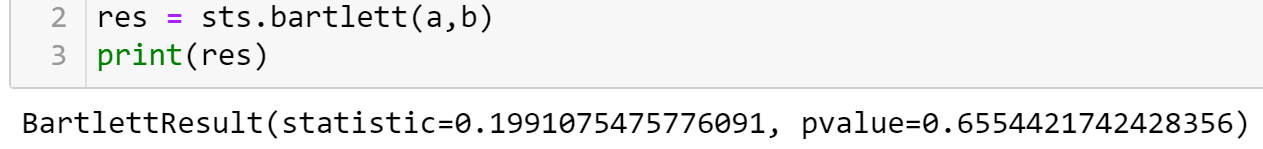 2 res = sts.bartlett(a,b)
3 print(res)
BartlettResult(statistic=0.1991075475776091, pvalue=0.6554421742428356)